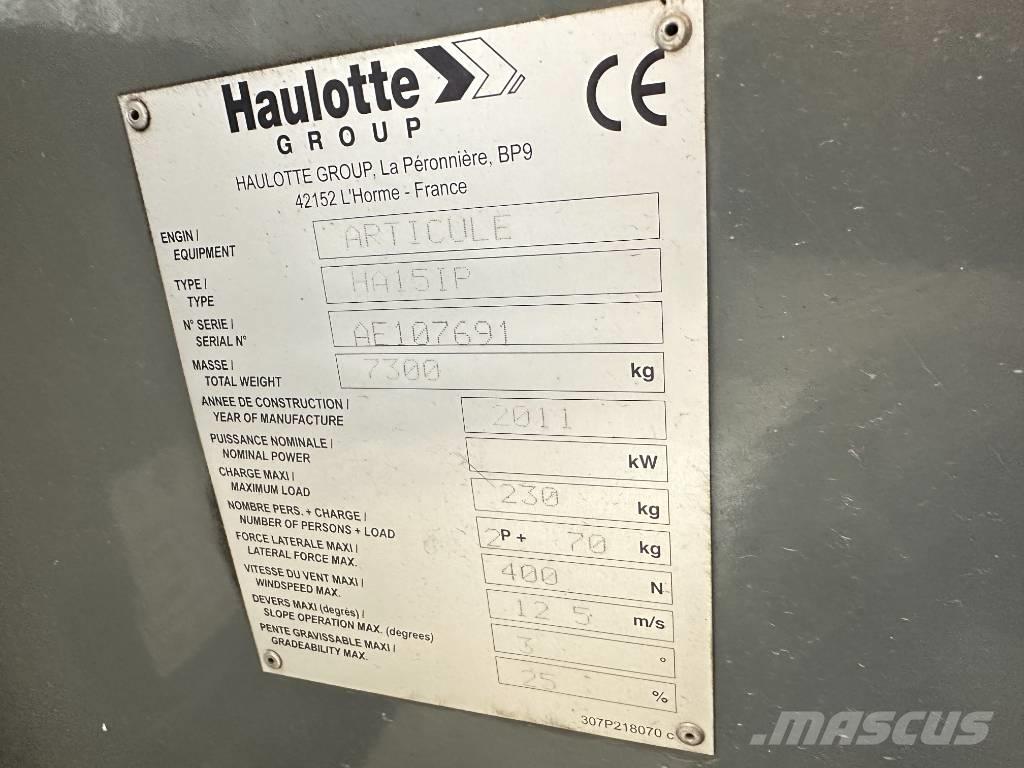 Haulotte
GROUP
CE
HAULOTTE GROUP, La Péronnière, BP9
42152 L'Horme - France
ENGIN /
EQUIPMENT
ARTICULE
TYPE /
TYPE
HA15IP
N° SERIE /
SERIAL N°
AE107691
MASSE /
TOTAL WEIGHT
7300 kg
ANNEE DE CONSTRUCTION /
YEAR OF MANUFACTURE
2011
PUISSANCE NOMINALE /
NOMINAL POWER
kW
CHARGE MAXI /
MAXIMUM LOAD
230 kg
NOMBRE PERS. + CHARGE /
NUMBER OF PERSONS + LOAD
2 P + 70 kg
FORCE LATERALE MAXI /
LATERAL FORCE MAX.
400 N
VITESSE DU VENT MAXI /
WINDSPEED MAX.
12 5 m/s
DEVERS MAXI (degrés) /
SLOPE OPERATION MAX. (degrees)
3 °
PENTE GRAVISSABLE MAXI /
GRADEABILITY MAX.
25 %
307P218070 c
MASCUS